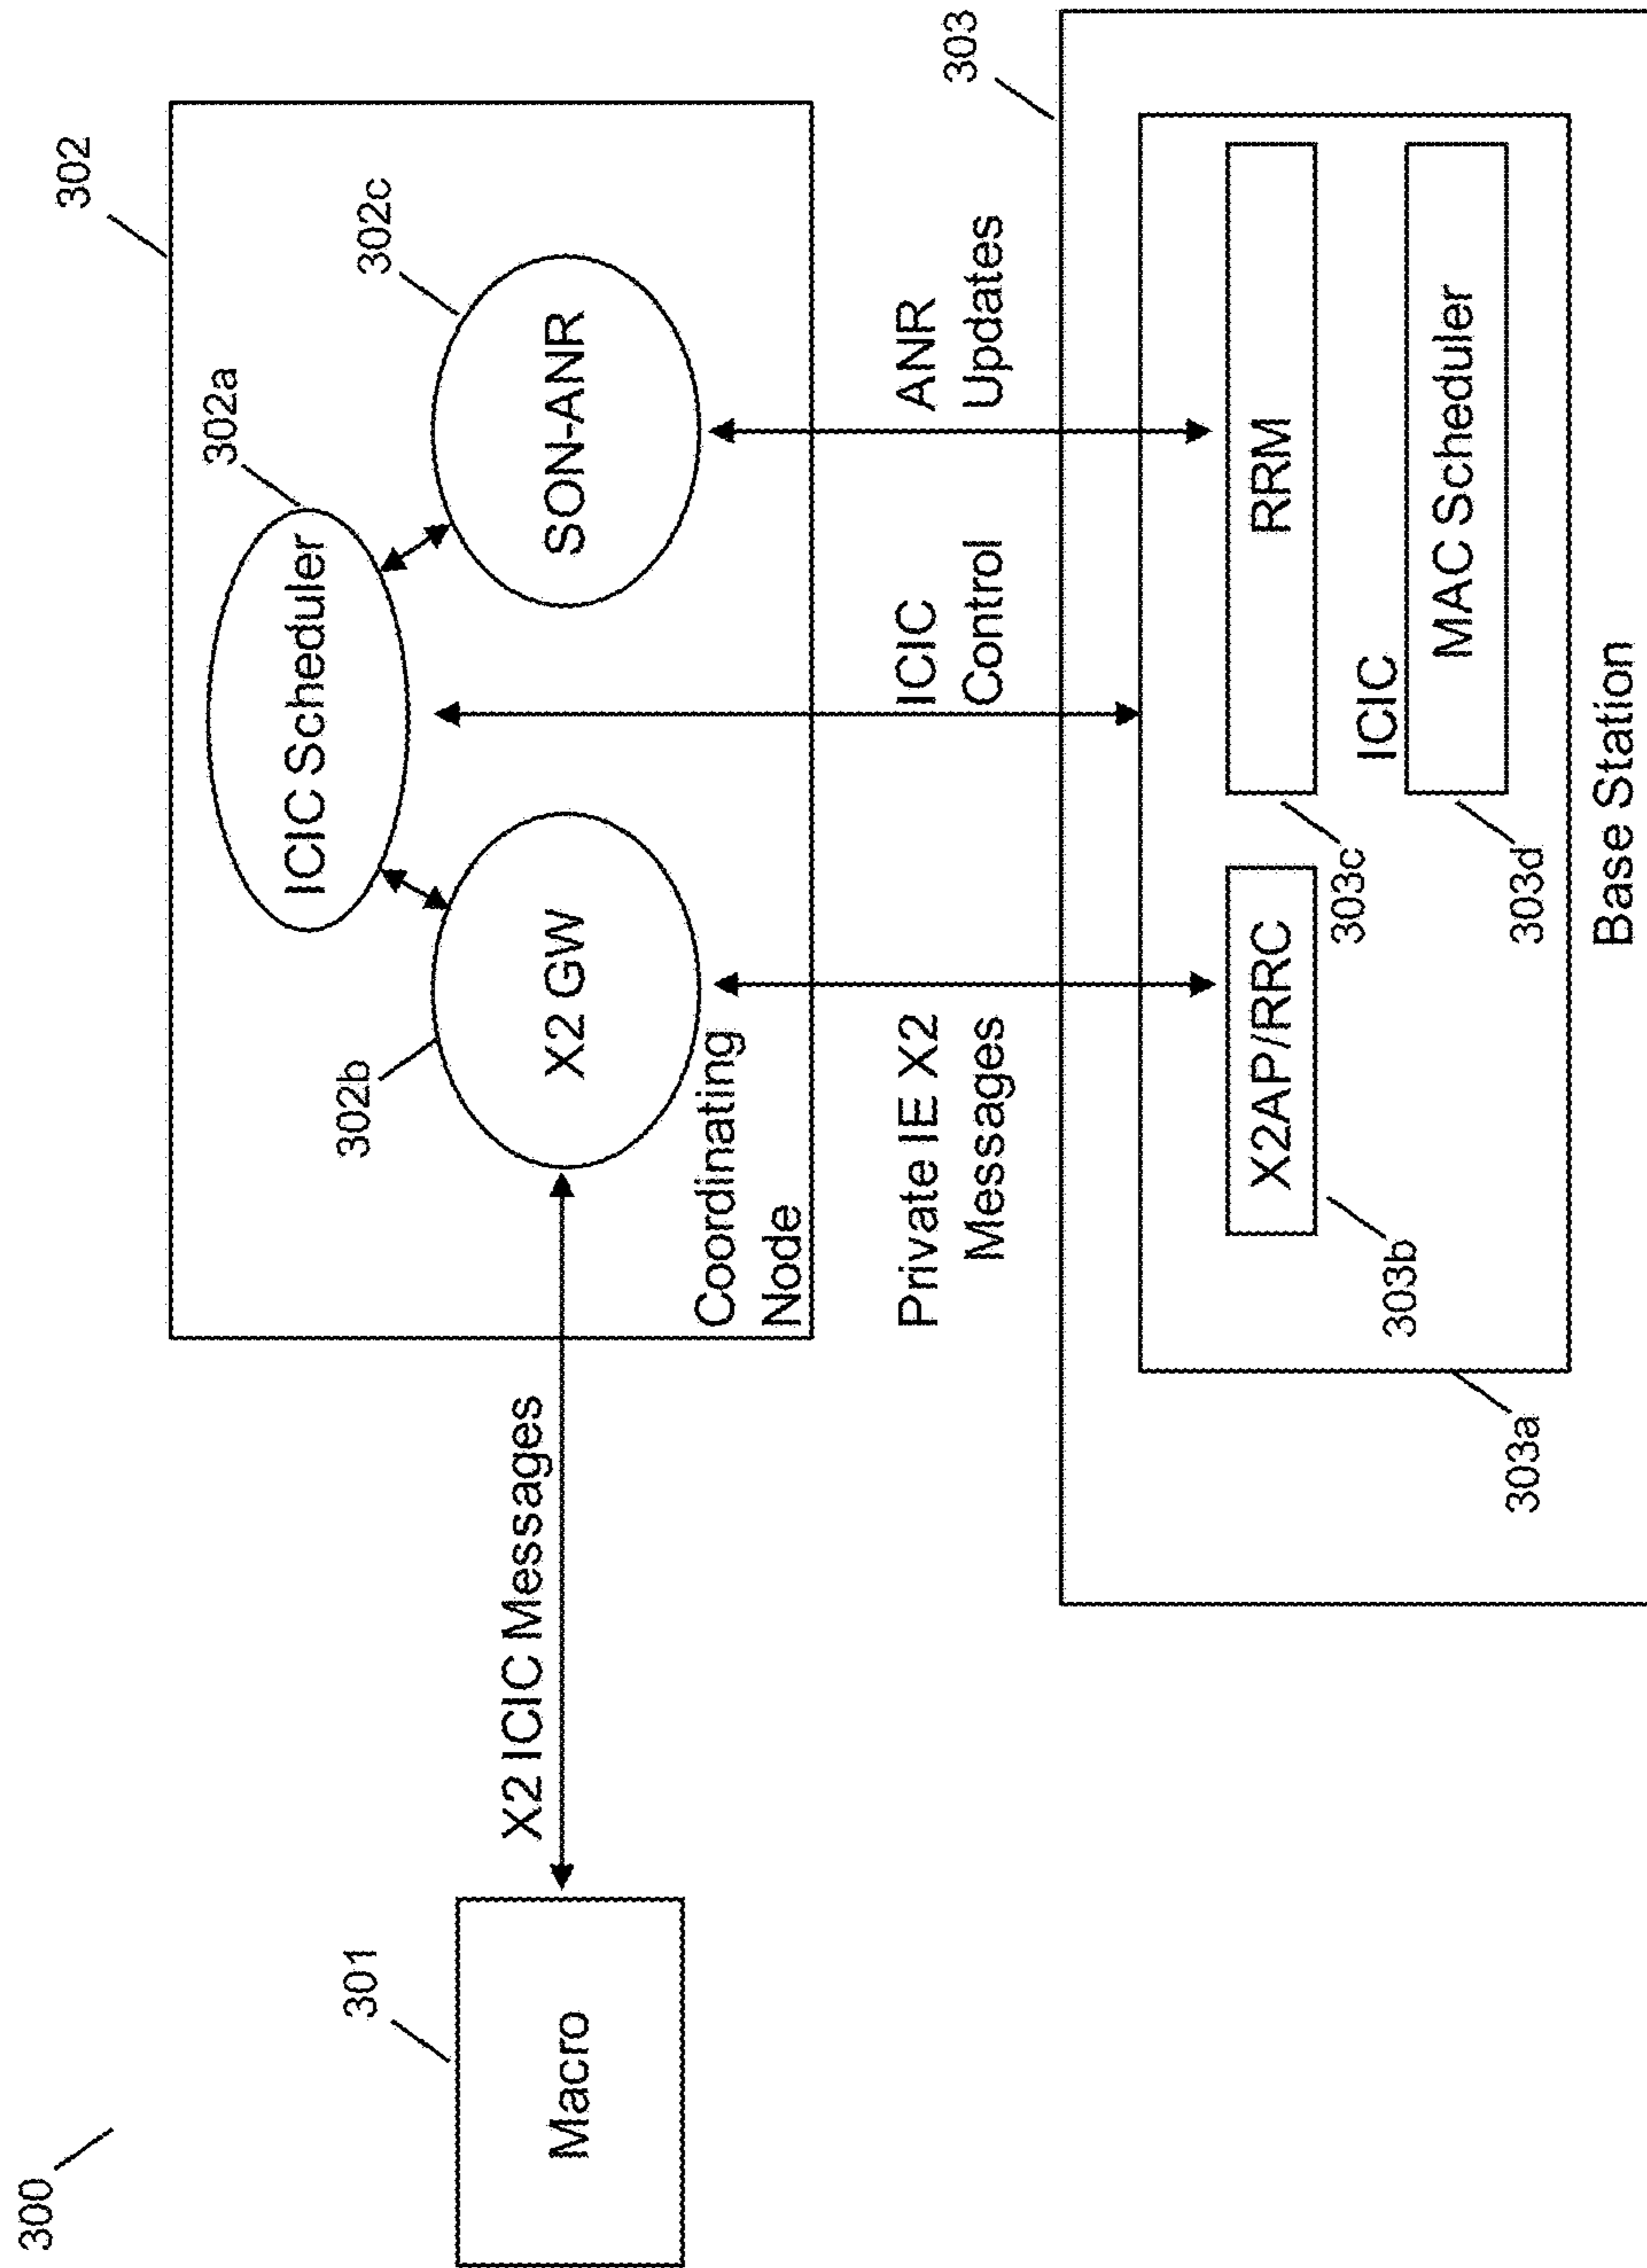 300
301
Macro
X2 ICIC Messages
302
302a
ICIC Scheduler
302b
X2 GW
302c
SON-ANR
Coordinating
Node
Private IE X2
Messages
ICIC
Control
ANR
Updates
303
303a
X2AP/RRC
303b
RRM
303c
ICIC
MAC Scheduler
303d
Base Station